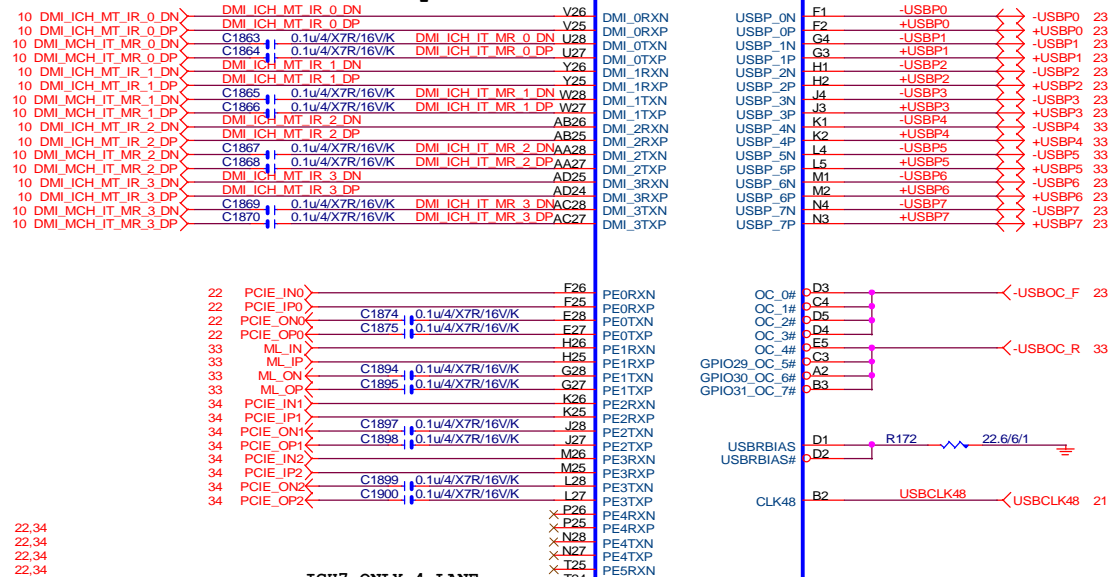 10 DMI_ICH_MT_IR_0_DN DMI_ICH_MT_IR_0_DN V26 DMI_0RXN USBP_0N F1 -USBP0 -USBP0 23
10 DMI_ICH_MT_IR_0_DP DMI_ICH_MT_IR_0_DP V25 DMI_0RXP USBP_0P F2 +USBP0 +USBP0 23
10 DMI_MCH_IT_MR_0_DN C1863 0.1u/4/X7R/16V/K DMI_ICH_IT_MR_0_DN U28 DMI_0TXN USBP_1N G4 -USBP1 -USBP1 23
10 DMI_MCH_IT_MR_0_DP C1864 0.1u/4/X7R/16V/K DMI_ICH_IT_MR_0_DP U27 DMI_0TXP USBP_1P G3 +USBP1 +USBP1 23
10 DMI_ICH_MT_IR_1_DN DMI_ICH_MT_IR_1_DN Y26 DMI_1RXN USBP_2N H1 -USBP2 -USBP2 23
10 DMI_ICH_MT_IR_1_DP DMI_ICH_MT_IR_1_DP Y25 DMI_1RXP USBP_2P H2 +USBP2 +USBP2 23
10 DMI_MCH_IT_MR_1_DN C1865 0.1u/4/X7R/16V/K DMI_ICH_IT_MR_1_DN W28 DMI_1TXN USBP_3N J4 -USBP3 -USBP3 23
10 DMI_MCH_IT_MR_1_DP C1866 0.1u/4/X7R/16V/K DMI_ICH_IT_MR_1_DP W27 DMI_1TXP USBP_3P J3 +USBP3 +USBP3 23
10 DMI_ICH_MT_IR_2_DN DMI_ICH_MT_IR_2_DN AB26 DMI_2RXN USBP_4N K1 -USBP4 -USBP4 33
10 DMI_ICH_MT_IR_2_DP DMI_ICH_MT_IR_2_DP AB25 DMI_2RXP USBP_4P K2 +USBP4 +USBP4 33
10 DMI_MCH_IT_MR_2_DN C1867 0.1u/4/X7R/16V/K DMI_ICH_IT_MR_2_DN AA28 DMI_2TXN USBP_5N L4 -USBP5 -USBP5 33
10 DMI_MCH_IT_MR_2_DP C1868 0.1u/4/X7R/16V/K DMI_ICH_IT_MR_2_DP AA27 DMI_2TXP USBP_5P L5 +USBP5 +USBP5 33
10 DMI_ICH_MT_IR_3_DN DMI_ICH_MT_IR_3_DN AD25 DMI_3RXN USBP_6N M1 -USBP6 -USBP6 23
10 DMI_ICH_MT_IR_3_DP DMI_ICH_MT_IR_3_DP AD24 DMI_3RXP USBP_6P M2 +USBP6 +USBP6 23
10 DMI_MCH_IT_MR_3_DN C1869 0.1u/4/X7R/16V/K DMI_ICH_IT_MR_3_DN AC28 DMI_3TXN USBP_7N N4 -USBP7 -USBP7 23
10 DMI_MCH_IT_MR_3_DP C1870 0.1u/4/X7R/16V/K DMI_ICH_IT_MR_3_DP AC27 DMI_3TXP USBP_7P N3 +USBP7 +USBP7 23
22 PCIE_IN0 F26 PE0RXN OC_0# D3 -USBOC_F 23
22 PCIE_IP0 F25 PE0RXP OC_1# C4
22 PCIE_ON0 C1874 0.1u/4/X7R/16V/K E28 PE0TXN OC_2# D5
22 PCIE_OP0 C1875 0.1u/4/X7R/16V/K E27 PE0TXP OC_3# D4
33 ML_IN H26 PE1RXN OC_4# E5 -USBOC_R 33
33 ML_IP H25 PE1RXP GPIO29_OC_5# C3
33 ML_ON C1894 0.1u/4/X7R/16V/K G28 PE1TXN GPIO30_OC_6# A2
33 ML_OP C1895 0.1u/4/X7R/16V/K G27 PE1TXP GPIO31_OC_7# B3
34 PCIE_IN1 K26 PE2RXN
34 PCIE_IP1 K25 PE2RXP
34 PCIE_ON1 C1897 0.1u/4/X7R/16V/K J28 PE2TXN
34 PCIE_OP1 C1898 0.1u/4/X7R/16V/K J27 PE2TXP USBRBIAS D1 R172 22.6/6/1
34 PCIE_IN2 M26 PE3RXN USBRBIAS# D2
34 PCIE_IP2 M25 PE3RXP
34 PCIE_ON2 C1899 0.1u/4/X7R/16V/K L28 PE3TXN
34 PCIE_OP2 C1900 0.1u/4/X7R/16V/K L27 PE3TXP CLK48 B2 USBCLK48 USBCLK48 21
P26 PE4RXN
22,34 P25 PE4RXP
22,34 N28 PE4TXN
22,34 N27 PE4TXP
22,34 T25 PE5RXN